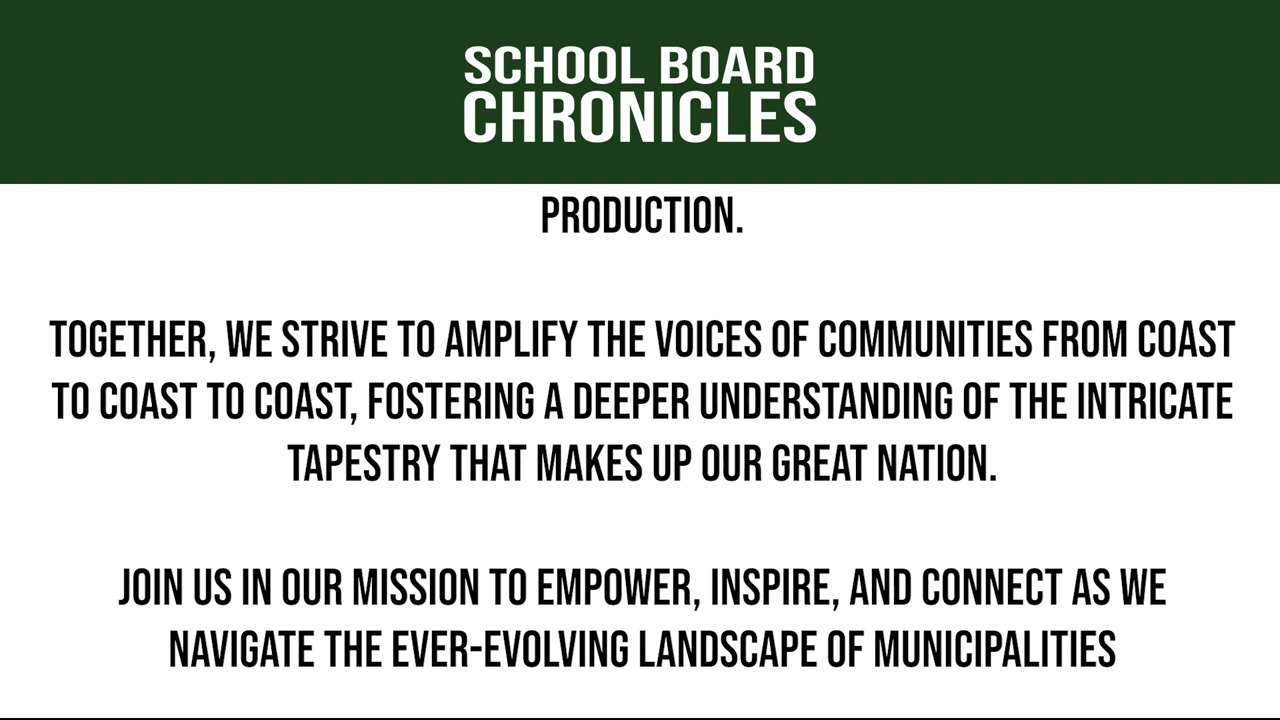 SCHOOL BOARD
CHRONICLES
PRODUCTION.
TOGETHER, WE STRIVE TO AMPLIFY THE VOICES OF COMMUNITIES FROM COAST
TO COAST TO COAST, FOSTERING A DEEPER UNDERSTANDING OF THE INTRICATE
TAPESTRY THAT MAKES UP OUR GREAT NATION.
JOIN US IN OUR MISSION TO EMPOWER, INSPIRE, AND CONNECT AS WE
NAVIGATE THE EVER-EVOLVING LANDSCAPE OF MUNICIPALITIES